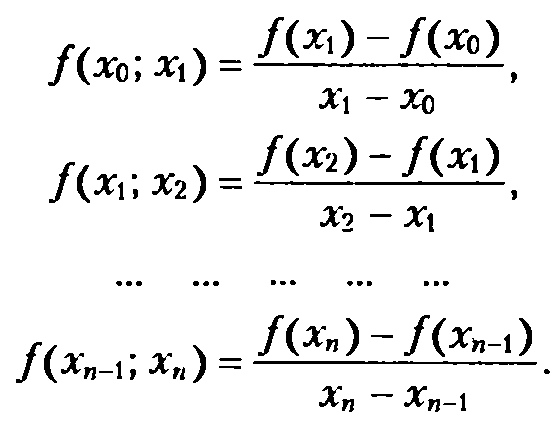 f(x₀; x₁) = (f(x₁) − f(x₀)) / (x₁ − x₀),
f(x₁; x₂) = (f(x₂) − f(x₁)) / (x₂ − x₁),
... ... ... ... ...
f(xₙ₋₁; xₙ) = (f(xₙ) − f(xₙ₋₁)) / (xₙ − xₙ₋₁).